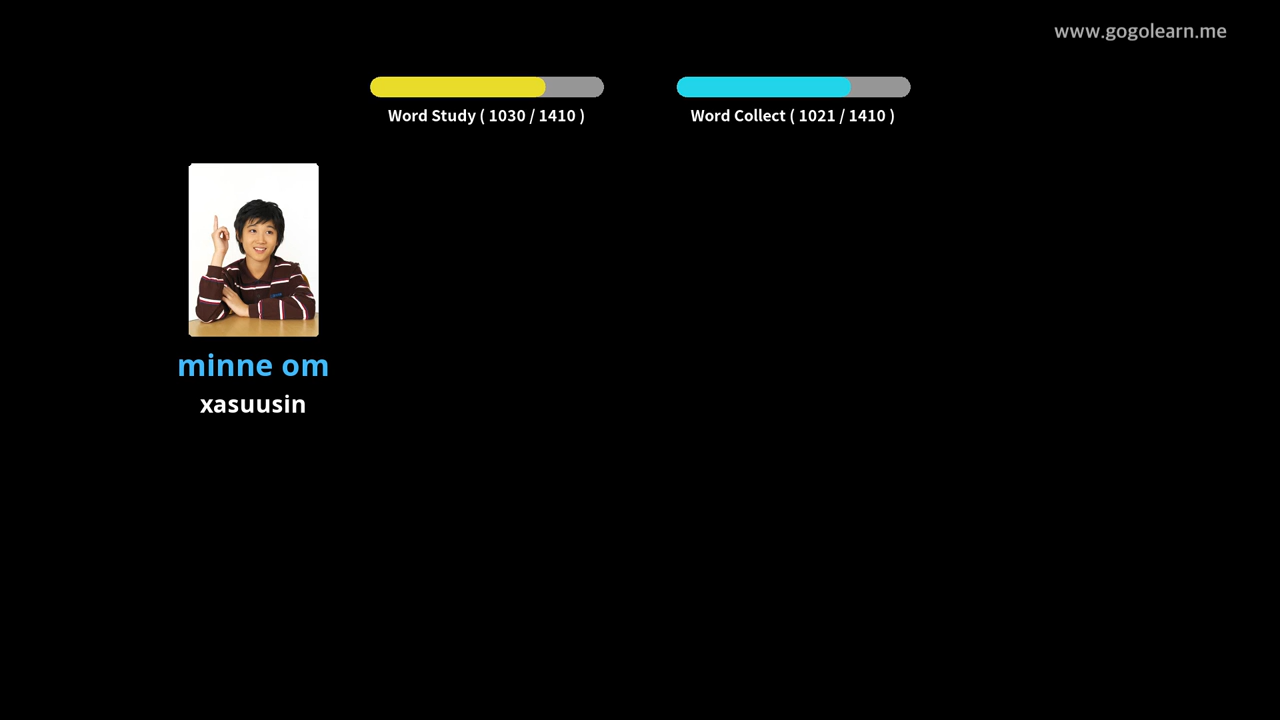 www.gogolearn.me
Word Study ( 1030 / 1410 )
Word Collect ( 1021 / 1410 )
minne om
xasuusin